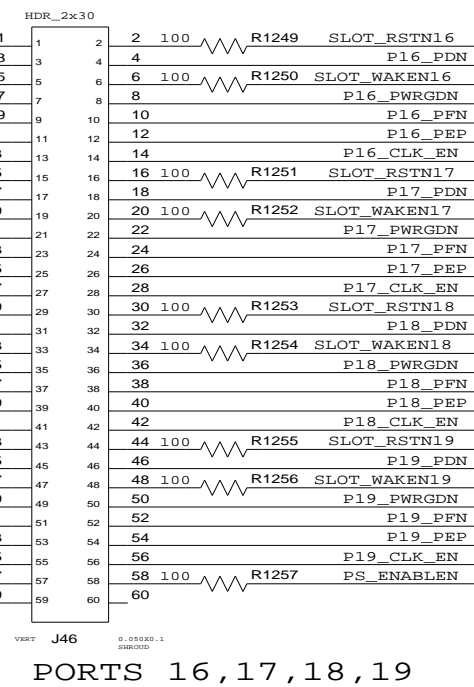 HDR_2x30
1 2 2 100 R1249 SLOT_RSTN16
3 4 4 P16_PDN
5 6 6 100 R1250 SLOT_WAKEN16
7 8 8 P16_PWRGDN
9 10 10 P16_PFN
11 12 12 P16_PEP
13 14 14 P16_CLK_EN
15 16 16 100 R1251 SLOT_RSTN17
17 18 18 P17_PDN
19 20 20 100 R1252 SLOT_WAKEN17
21 22 22 P17_PWRGDN
23 24 24 P17_PFN
25 26 26 P17_PEP
27 28 28 P17_CLK_EN
29 30 30 100 R1253 SLOT_RSTN18
31 32 32 P18_PDN
33 34 34 100 R1254 SLOT_WAKEN18
35 36 36 P18_PWRGDN
37 38 38 P18_PFN
39 40 40 P18_PEP
41 42 42 P18_CLK_EN
43 44 44 100 R1255 SLOT_RSTN19
45 46 46 P19_PDN
47 48 48 100 R1256 SLOT_WAKEN19
49 50 50 P19_PWRGDN
51 52 52 P19_PFN
53 54 54 P19_PEP
55 56 56 P19_CLK_EN
57 58 58 100 R1257 PS_ENABLEN
59 60 60
VERT J46 0.050X0.1
SHROUD
PORTS 16,17,18,19